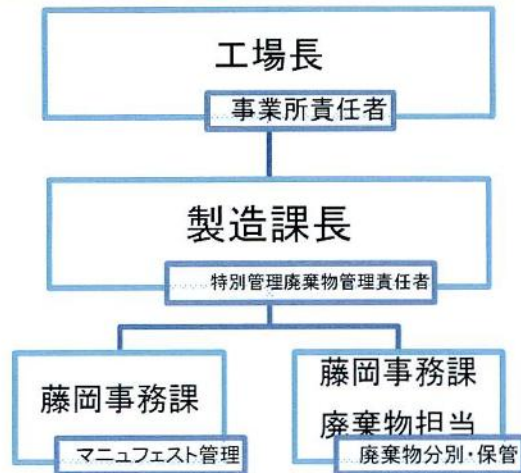 工場長
事業所責任者
製造課長
特別管理廃棄物管理責任者
藤岡事務課
マニュフェスト管理
藤岡事務課
廃棄物担当
廃棄物分別・保管